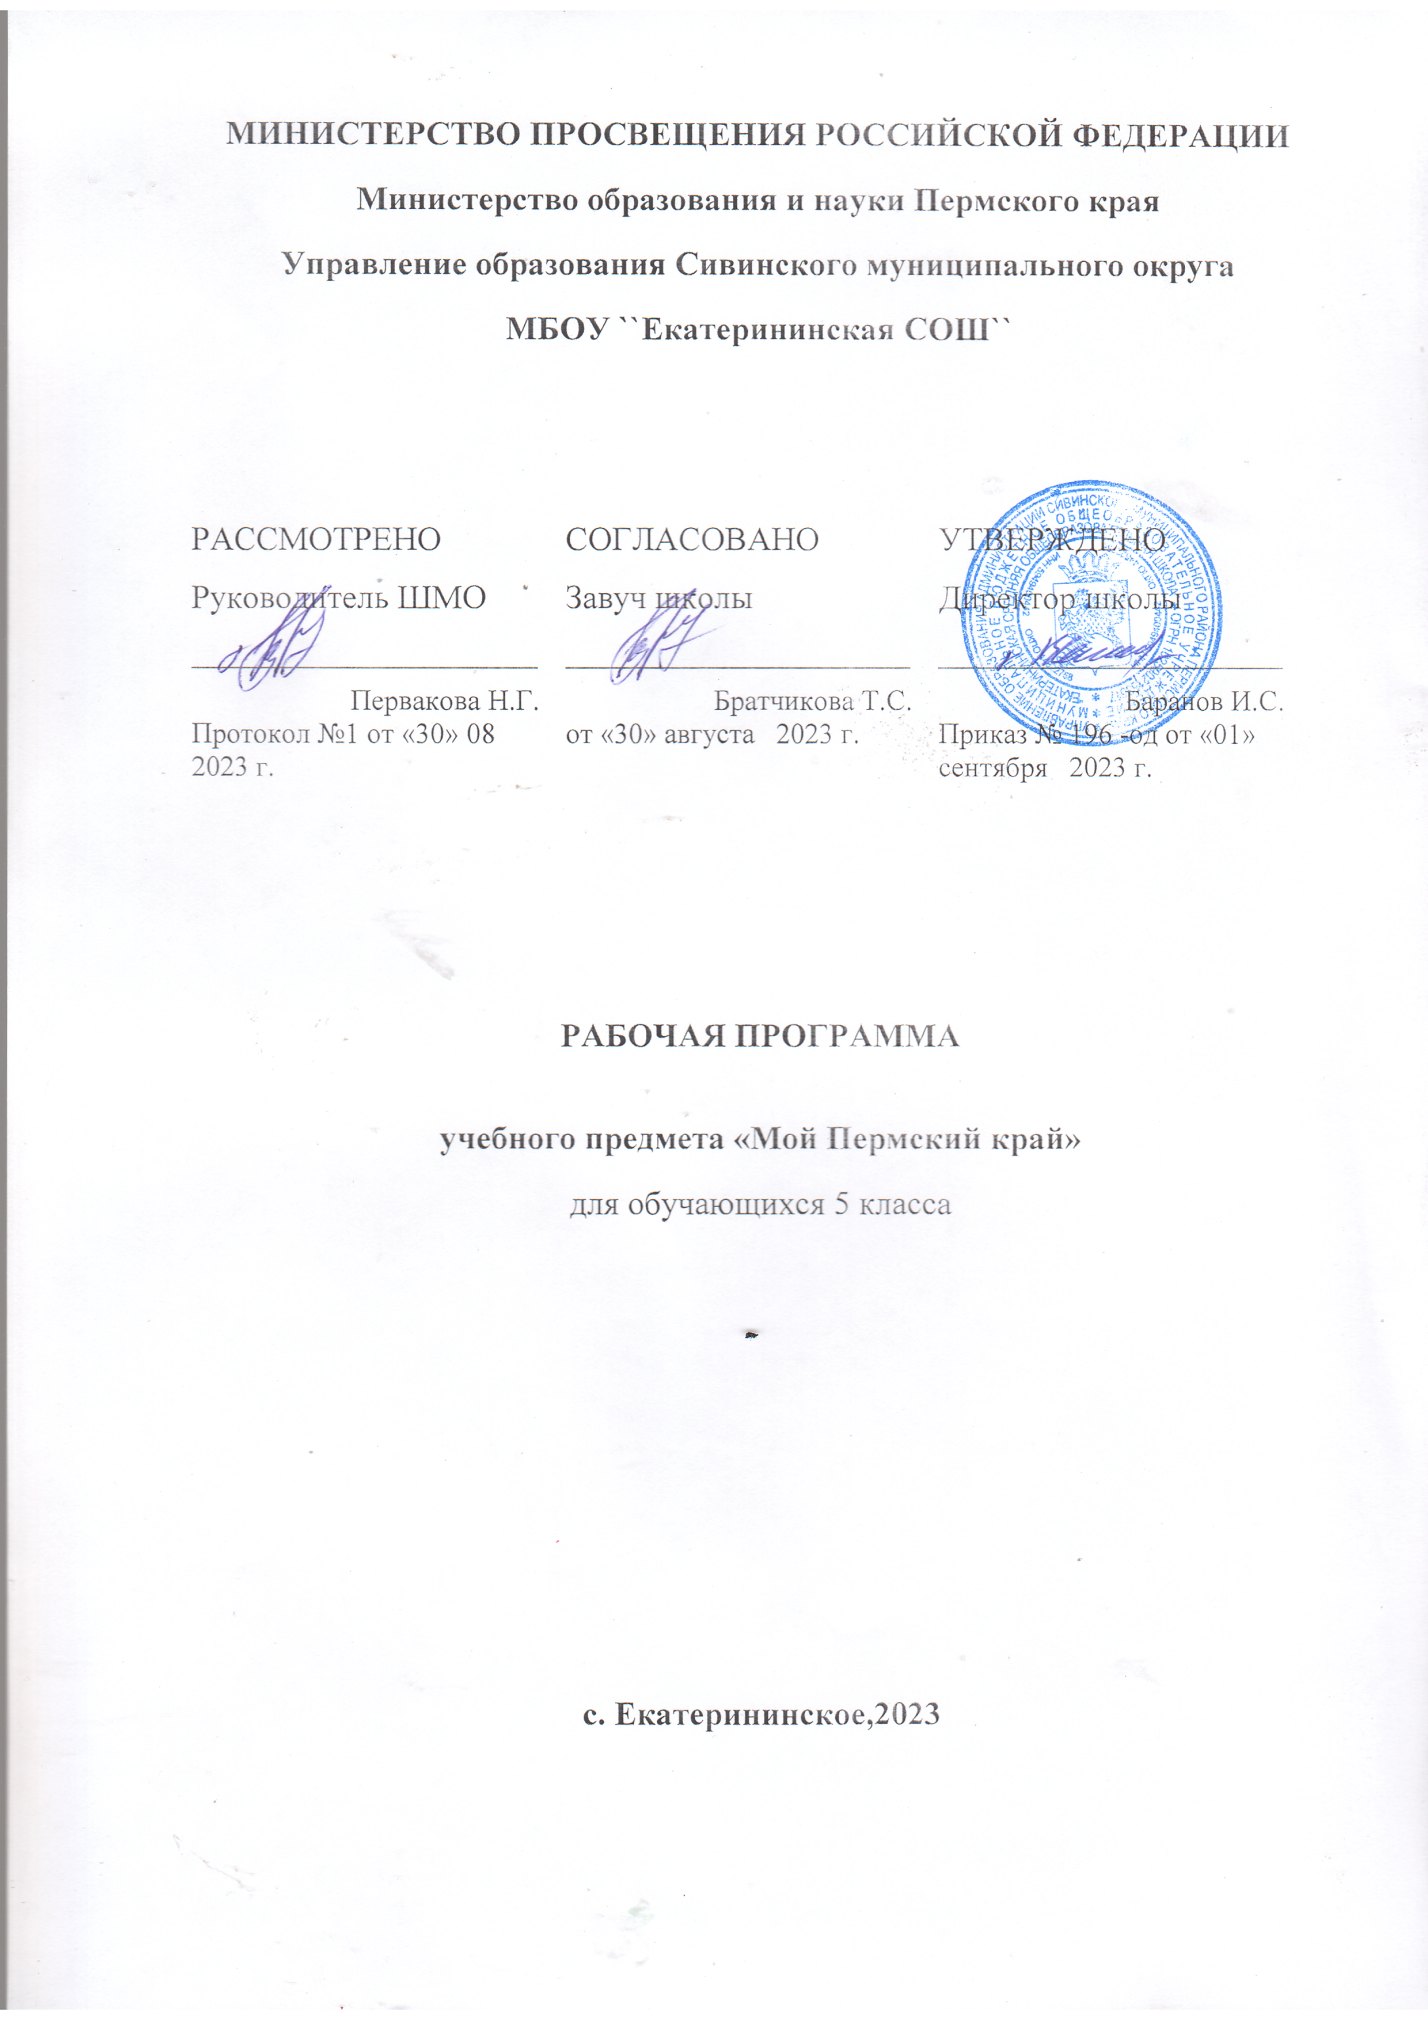 МИНИСТЕРСТВО ПРОСВЕЩЕНИЯ РОССИЙСКОЙ ФЕДЕРАЦИИ
Министерство образования и науки Пермского края
Управление образования Сивинского муниципального округа
МБОУ ``Екатерининская СОШ``
РАССМОТРЕНО
Руководитель ШМО
Первакова Н.Г.
Протокол №1 от «30» 08
2023 г.
СОГЛАСОВАНО
Завуч школы
Братчикова Т.С.
от «30» августа 2023 г.
УТВЕРЖДЕНО
Директор школы
Баранов И.С.
Приказ № 196 -од от «01»
сентября 2023 г.
РАБОЧАЯ ПРОГРАММА
учебного предмета «Мой Пермский край»
для обучающихся 5 класса
с. Екатерининское,2023